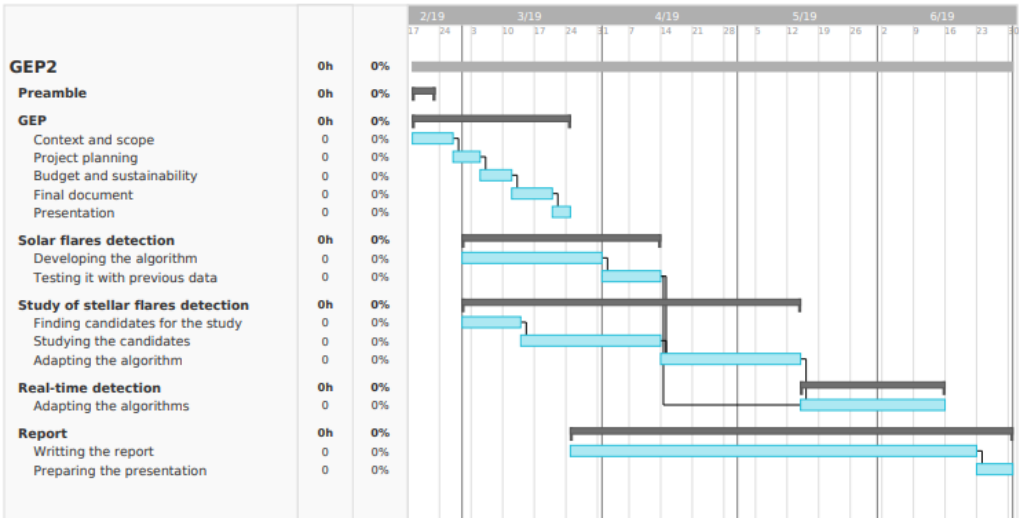 2/19 3/19 4/19 5/19 6/19
17 24 3 10 17 24 31 7 14 21 28 5 12 19 26 2 9 16 23 30
GEP2 0h 0%
Preamble 0h 0%
GEP 0h 0%
Context and scope 0 0%
Project planning 0 0%
Budget and sustainability 0 0%
Final document 0 0%
Presentation 0 0%
Solar flares detection 0h 0%
Developing the algorithm 0 0%
Testing it with previous data 0 0%
Study of stellar flares detection 0h 0%
Finding candidates for the study 0 0%
Studying the candidates 0 0%
Adapting the algorithm 0 0%
Real-time detection 0h 0%
Adapting the algorithms 0 0%
Report 0h 0%
Writting the report 0 0%
Preparing the presentation 0 0%